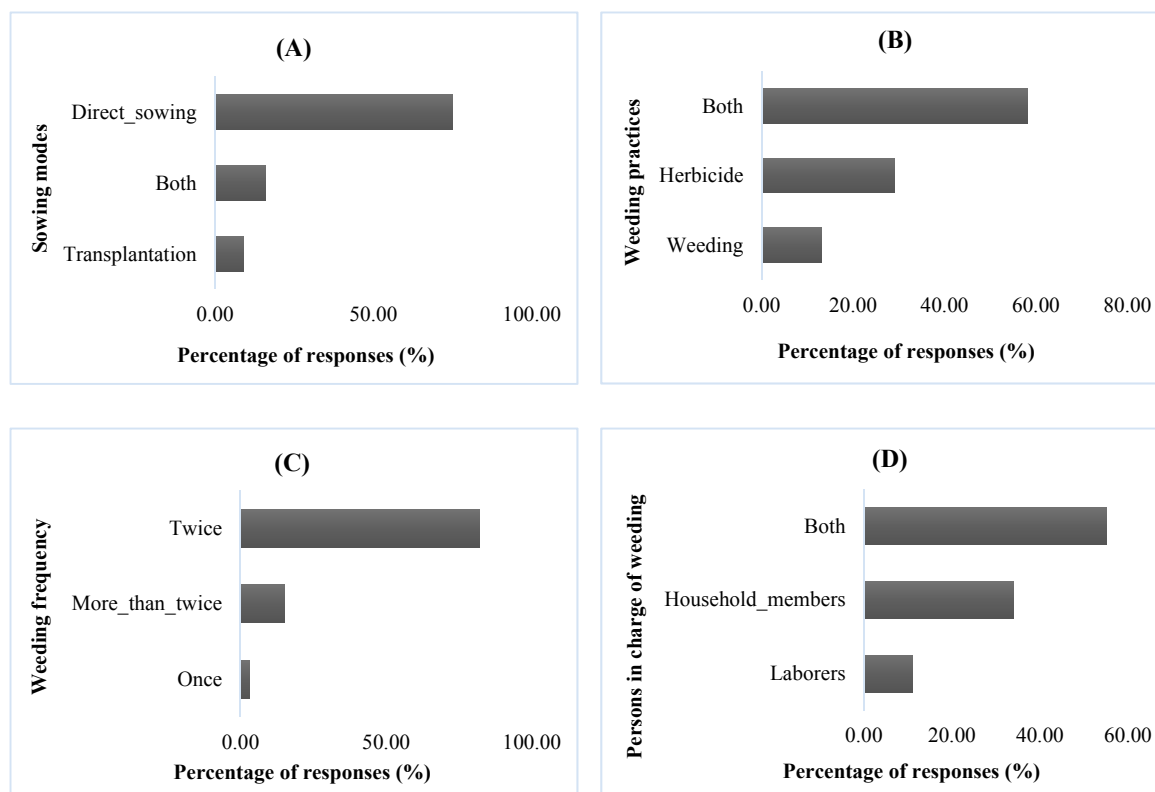 (A)
Sowing modes
Direct_sowing
Both
Transplantation
0.00 50.00 100.00
Percentage of responses (%)
(B)
Weeding practices
Both
Herbicide
Weeding
0.00 20.00 40.00 60.00 80.00
Percentage of responses (%)
(C)
Weeding frequency
Twice
More_than_twice
Once
0.00 50.00 100.00
Percentage of responses (%)
(D)
Persons in charge of weeding
Both
Household_members
Laborers
0.00 20.00 40.00 60.00
Percentage of responses (%)